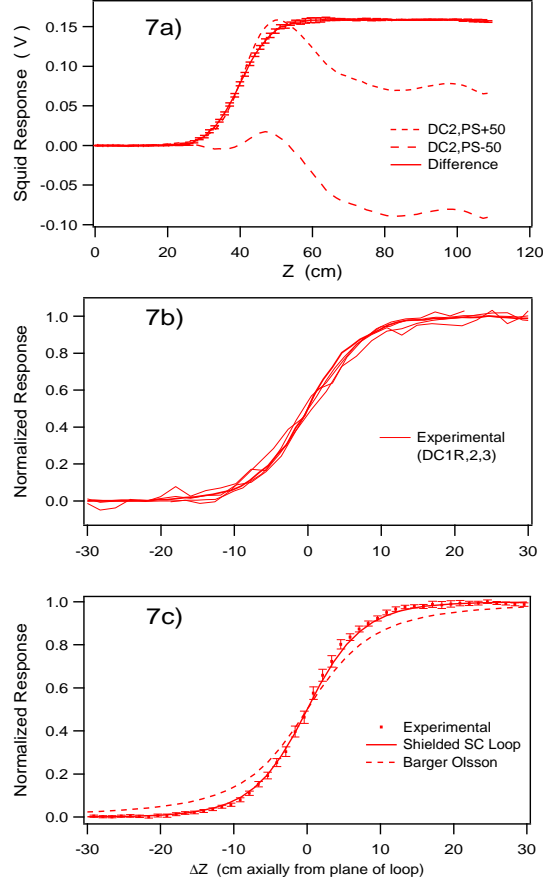 7a)
Squid Response ( V )
0.15
0.10
0.05
0.00
-0.05
-0.10
DC2,PS+50
DC2,PS-50
Difference
0
20
40
60
80
100
120
Z (cm)
7b)
Normalized Response
1.0
0.8
0.6
0.4
0.2
0.0
Experimental
(DC1R,2,3)
-30
-20
-10
0
10
20
30
7c)
Normalized Response
1.0
0.8
0.6
0.4
0.2
0.0
Experimental
Shielded SC Loop
Barger Olsson
-30
-20
-10
0
10
20
30
ΔZ (cm axially from plane of loop)